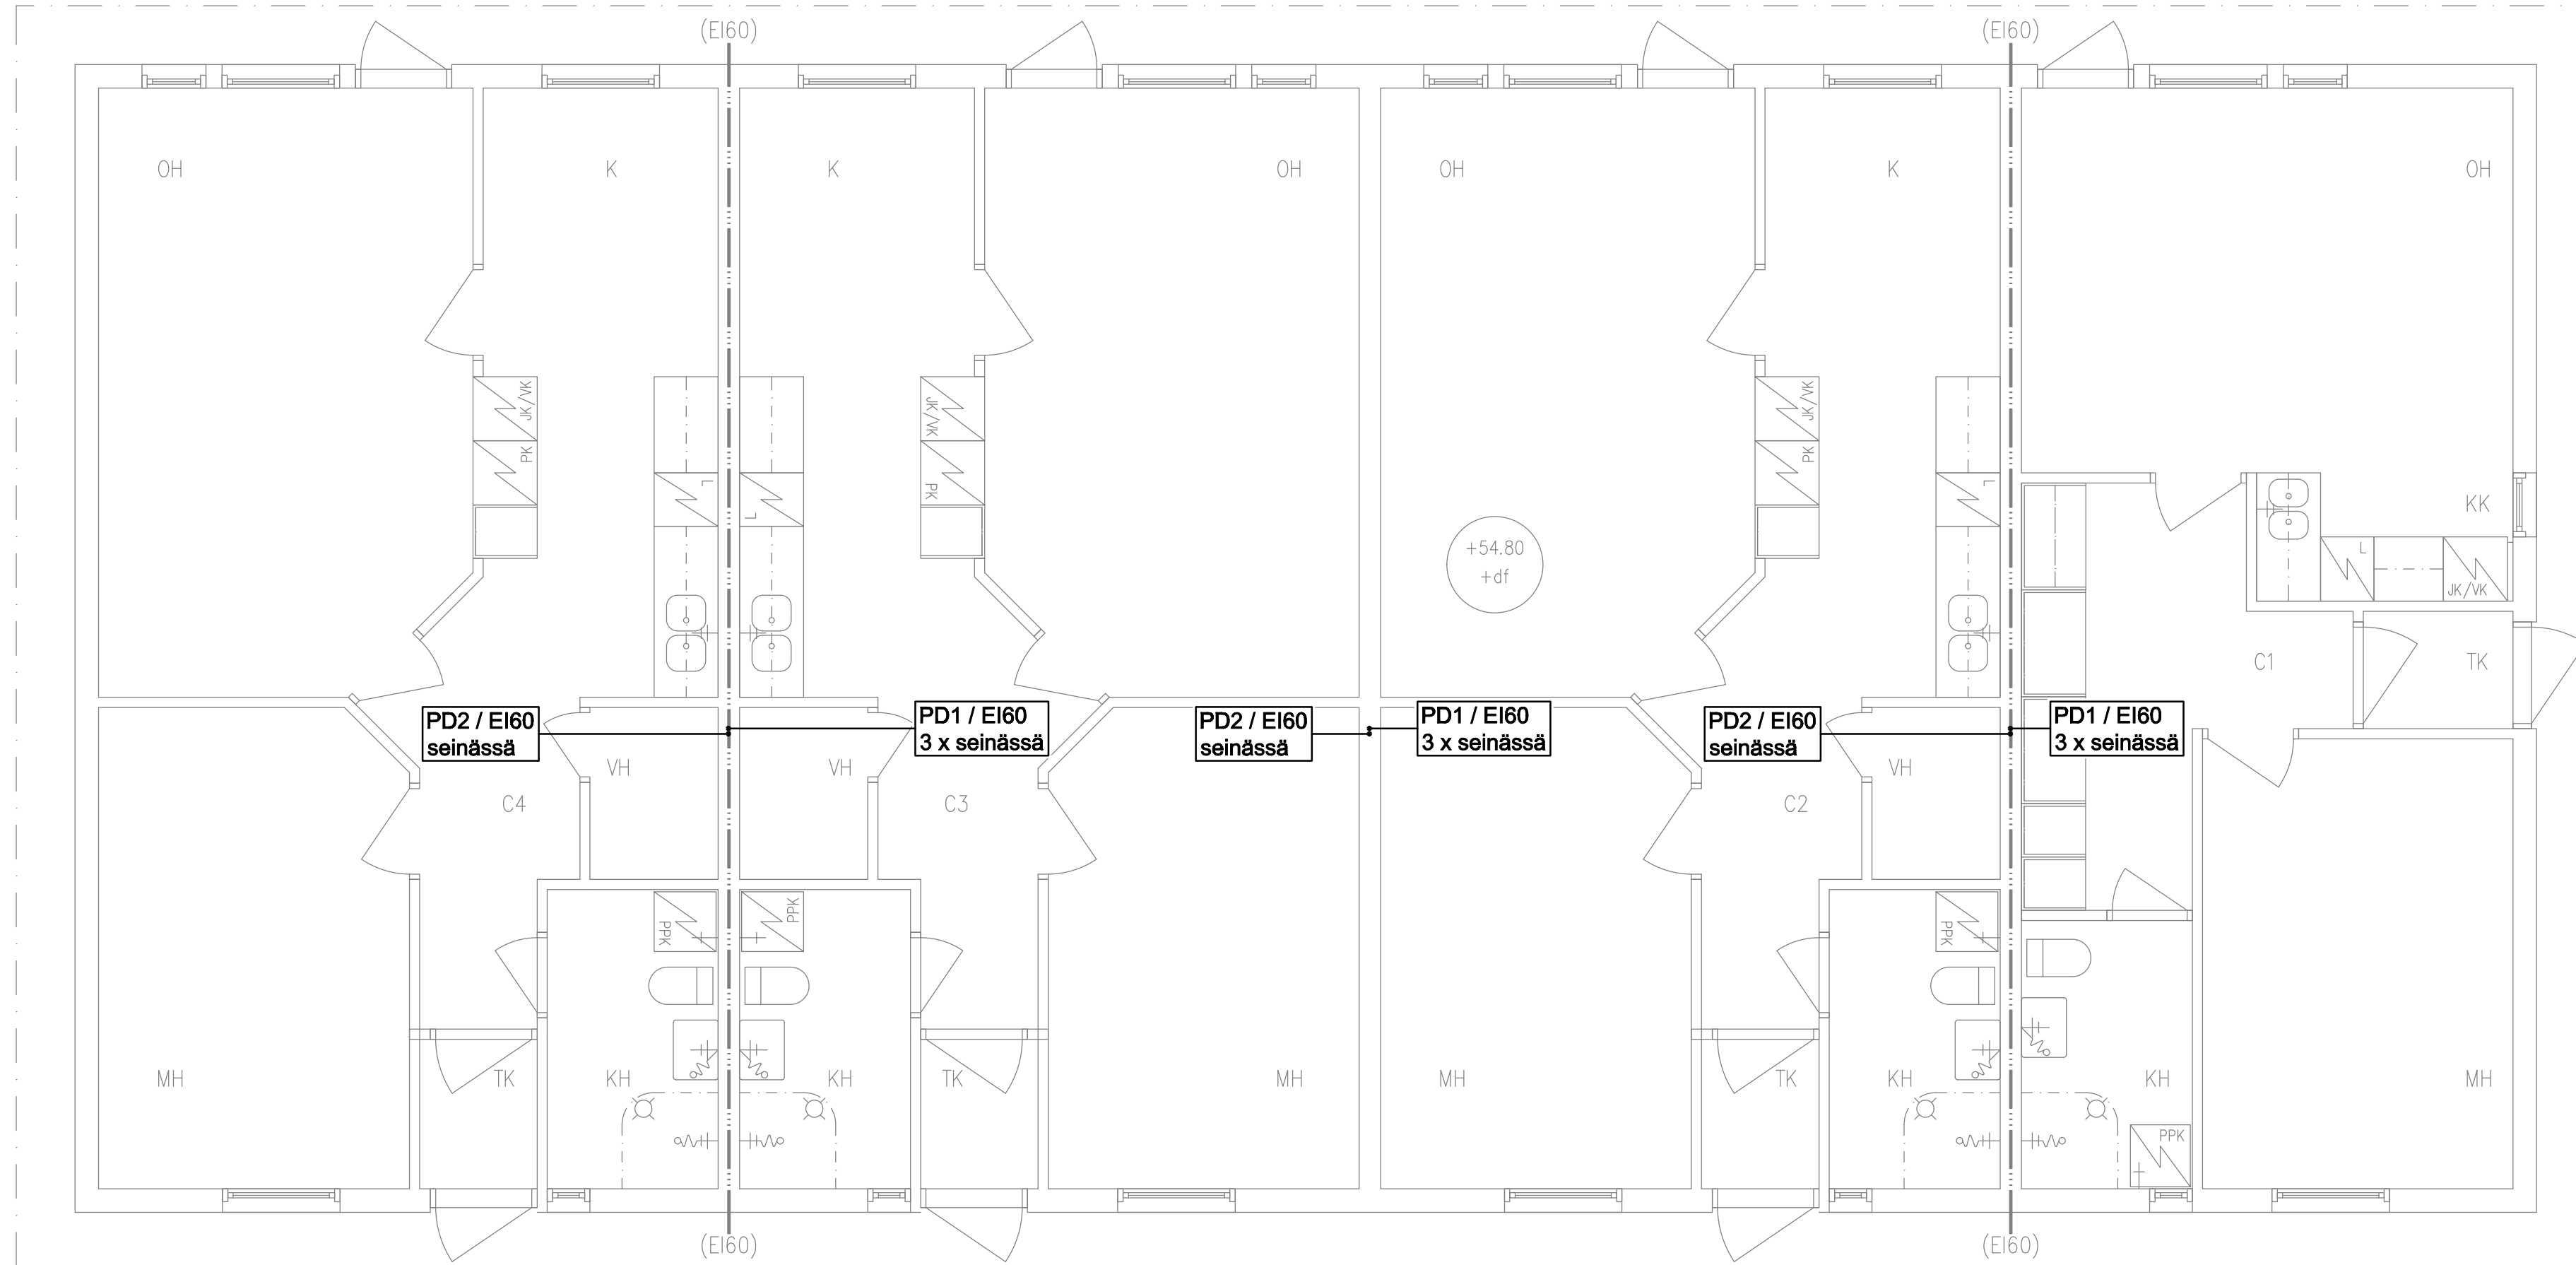 (EI60)
(EI60)
OH
K
K
OH
OH
K
OH
JK/VK
JK/VK
JK/VK
PK
PK
PK
L
L
L
KK
+54.80
+df
L
JK/VK
C1
TK
PD2 / EI60
seinässä
PD1 / EI60
3 x seinässä
PD2 / EI60
seinässä
PD1 / EI60
3 x seinässä
PD2 / EI60
seinässä
PD1 / EI60
3 x seinässä
VH
VH
VH
C4
C3
C2
PPK
PPK
PPK
MH
TK
KH
KH
TK
MH
MH
TK
KH
KH
MH
PPK
(EI60)
(EI60)